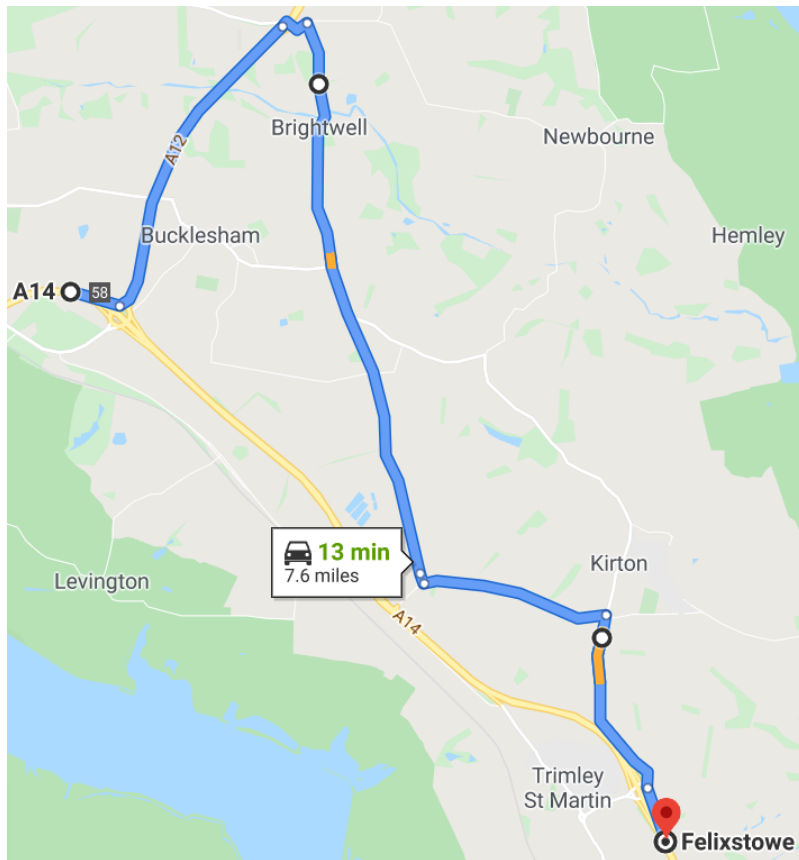 A12
Brightwell
Newbourne
Bucklesham
Hemley
A14
58
13 min
7.6 miles
Levington
Kirton
A14
Trimley
St Martin
Felixstowe